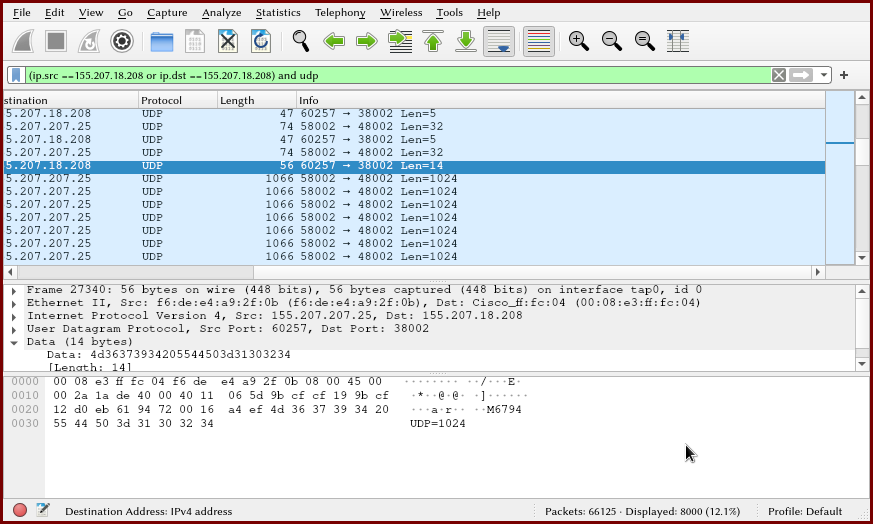 File Edit View Go Capture Analyze Statistics Telephony Wireless Tools Help
(ip.src ==155.207.18.208 or ip.dst ==155.207.18.208) and udp
stination Protocol Length Info
5.207.18.208 UDP 47 60257 → 38002 Len=5
5.207.207.25 UDP 74 58002 → 48002 Len=32
5.207.18.208 UDP 47 60257 → 38002 Len=5
5.207.207.25 UDP 74 58002 → 48002 Len=32
5.207.18.208 UDP 56 60257 → 38002 Len=14
5.207.207.25 UDP 1066 58002 → 48002 Len=1024
5.207.207.25 UDP 1066 58002 → 48002 Len=1024
5.207.207.25 UDP 1066 58002 → 48002 Len=1024
5.207.207.25 UDP 1066 58002 → 48002 Len=1024
5.207.207.25 UDP 1066 58002 → 48002 Len=1024
5.207.207.25 UDP 1066 58002 → 48002 Len=1024
5.207.207.25 UDP 1066 58002 → 48002 Len=1024
Frame 27340: 56 bytes on wire (448 bits), 56 bytes captured (448 bits) on interface tap0, id 0
Ethernet II, Src: f6:de:e4:a9:2f:0b (f6:de:e4:a9:2f:0b), Dst: Cisco_ff:fc:04 (00:08:e3:ff:fc:04)
Internet Protocol Version 4, Src: 155.207.207.25, Dst: 155.207.18.208
User Datagram Protocol, Src Port: 60257, Dst Port: 38002
Data (14 bytes)
Data: 4d36373934205544503d31303234
[Length: 14]
0000 00 08 e3 ff fc 04 f6 de e4 a9 2f 0b 08 00 45 00 ········ ··/···E·
0010 00 2a 1a de 40 00 40 11 06 5d 9b cf cf 19 9b cf ·*··@·@· ·]······
0020 12 d0 eb 61 94 72 00 16 a4 ef 4d 36 37 39 34 20 ···a·r·· ··M6794
0030 55 44 50 3d 31 30 32 34 UDP=1024
Destination Address: IPv4 address Packets: 66125 · Displayed: 8000 (12.1%) Profile: Default